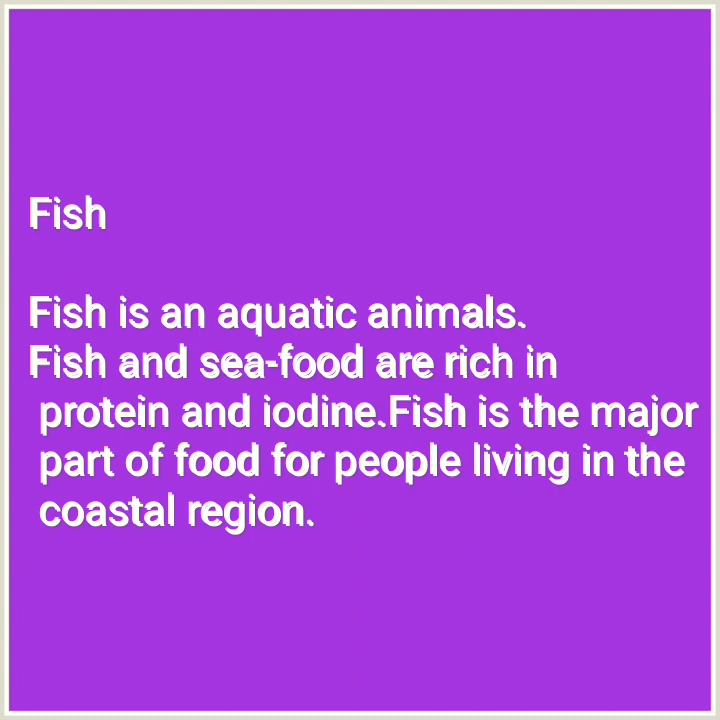 Fish
Fish is an aquatic animals.
Fish and sea-food are rich in
protein and iodine.Fish is the major
part of food for people living in the
coastal region.